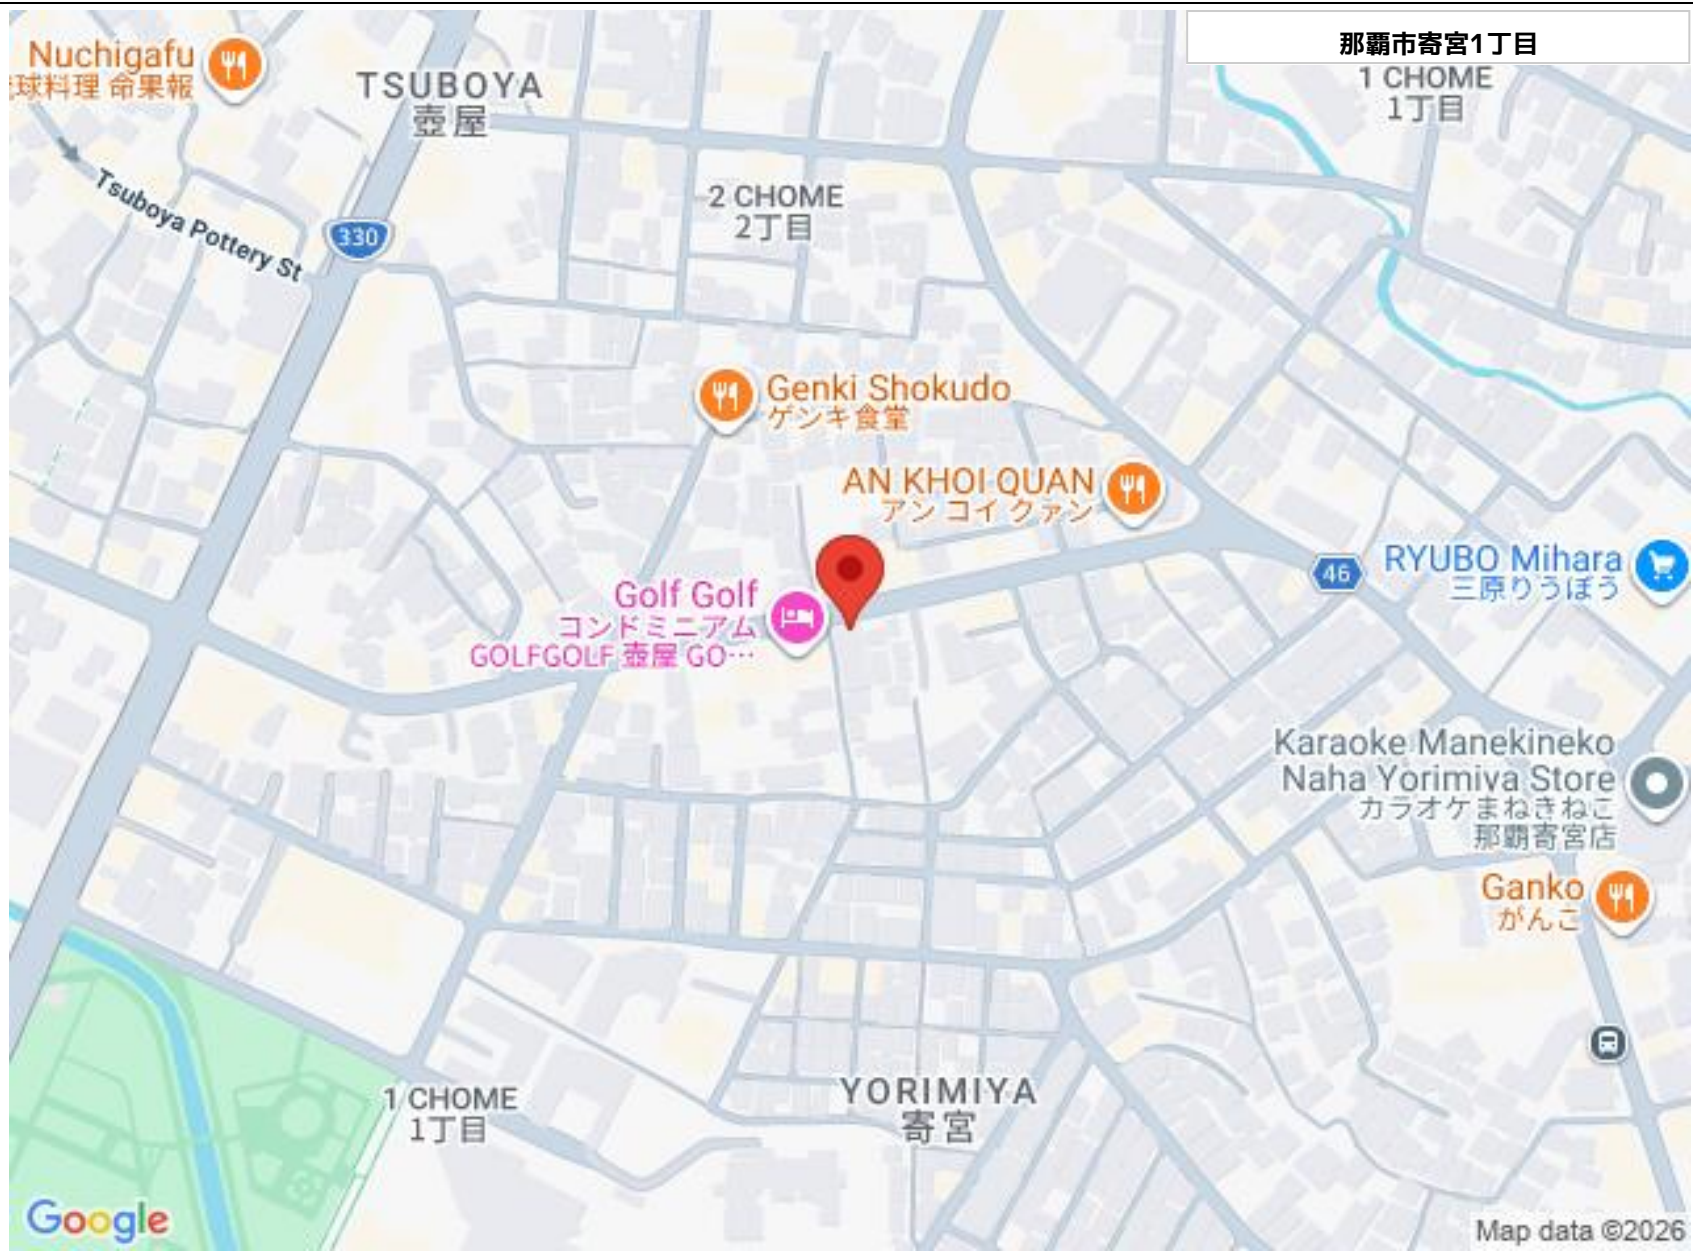 那覇市寄宮1丁目
Nuchigafu
球料理 命果報
TSUBOYA
壺屋
1 CHOME
1丁目
Tsuboya Pottery St
330
2 CHOME
2丁目
Genki Shokudo
ゲンキ食堂
AN KHOI QUAN
アン コイ クァン
Golf Golf
コンドミニアム
GOLFGOLF 壺屋 GO…
46
RYUBO Mihara
三原りうぼう
Karaoke Manekineko
Naha Yorimiya Store
カラオケまねきねこ
那覇寄宮店
Ganko
がんこ
1 CHOME
1丁目
YORIMIYA
寄宮
Google
Map data ©2026